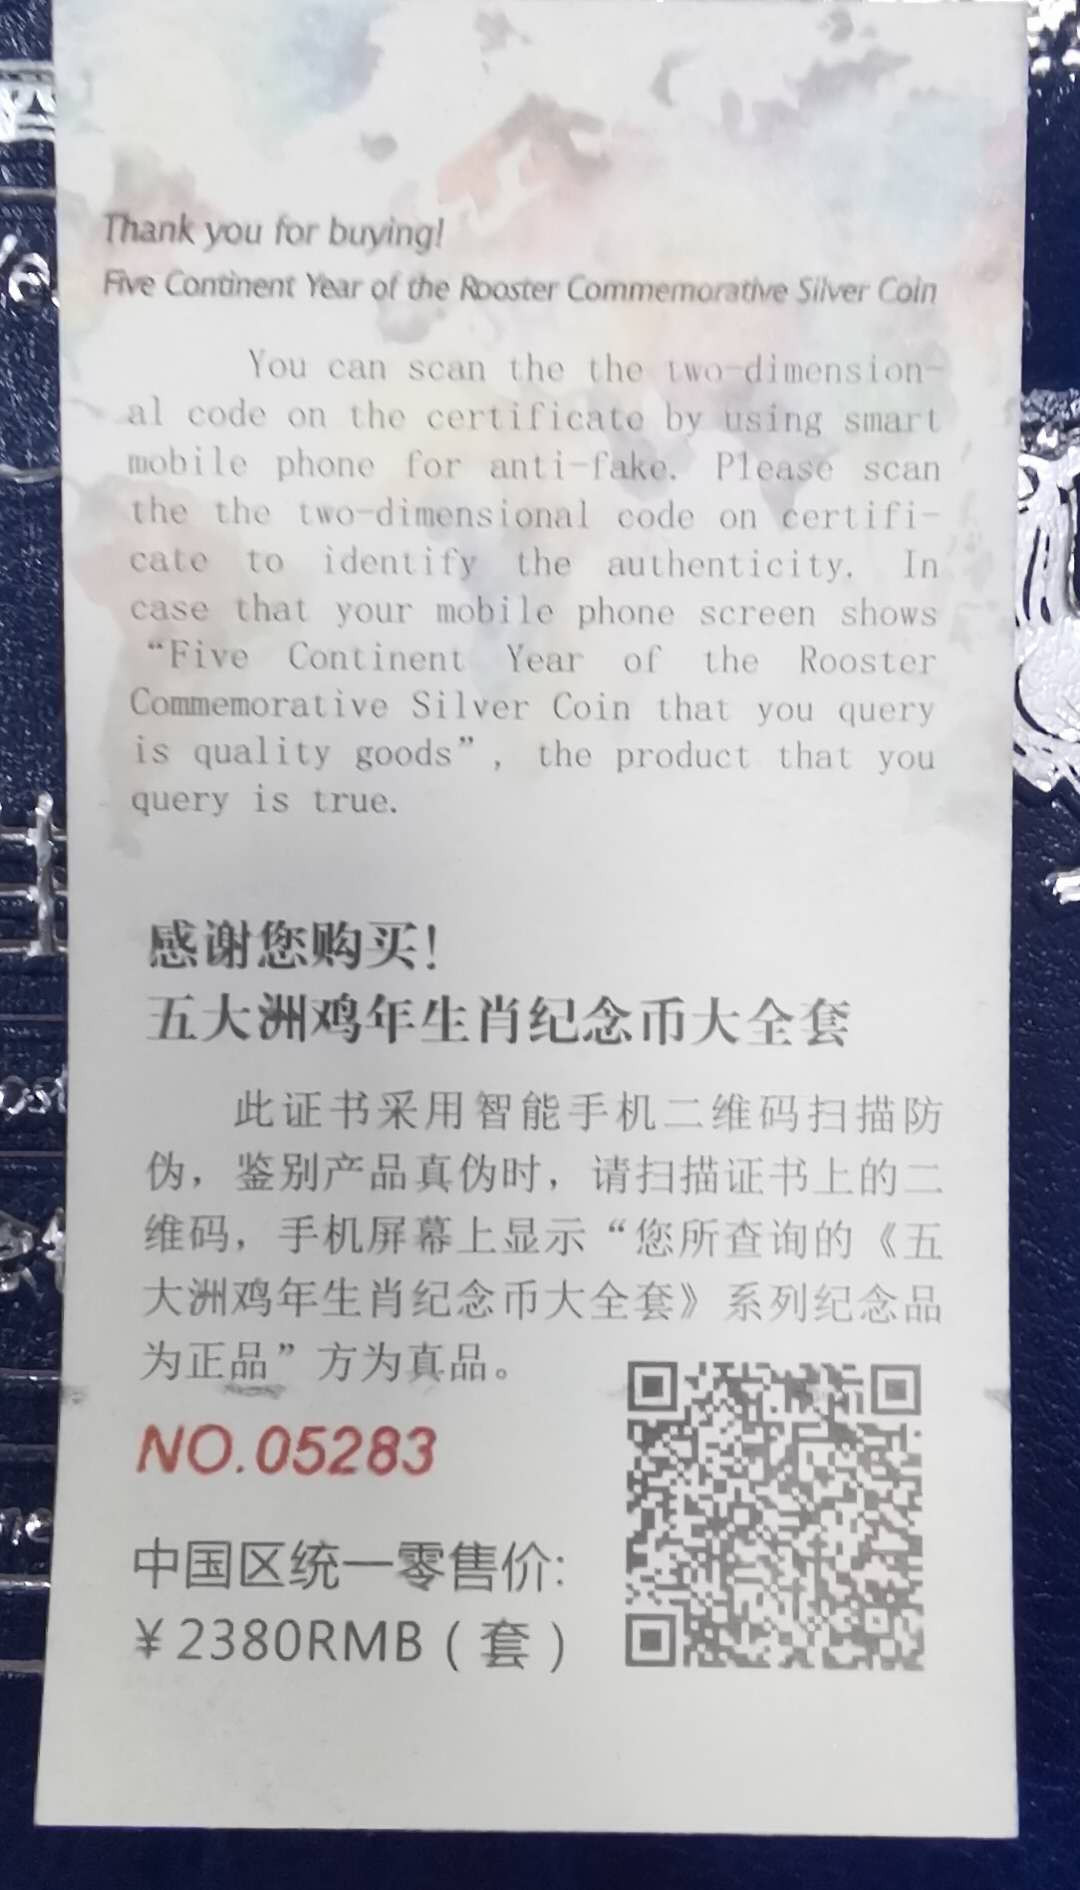 Thank you for buying!
Five Continent Year of the Rooster Commemorative Silver Coin
You can scan the the two-dimension-
al code on the certificate by using smart
mobile phone for anti-fake. Please scan
the the two-dimensional code on certifi-
cate to identify the authenticity. In
case that your mobile phone screen shows
“Five Continent Year of the Rooster
Commemorative Silver Coin that you query
is quality goods”, the product that you
query is true.
感谢您购买！
五大洲鸡年生肖纪念币大全套
此证书采用智能手机二维码扫描防
伪，鉴别产品真伪时，请扫描证书上的二
维码，手机屏幕上显示“您所查询的《五
大洲鸡年生肖纪念币大全套》系列纪念品
为正品”方为真品。
NO.05283
中国区统一零售价:
¥2380RMB（套）